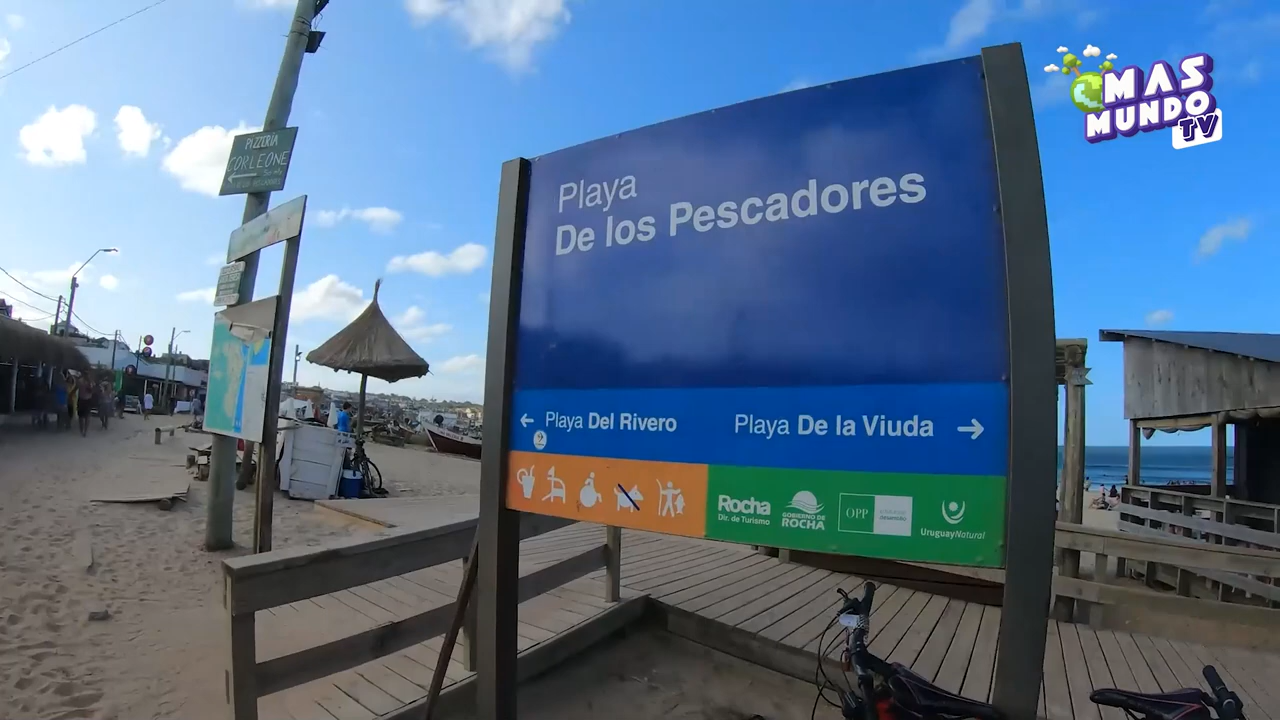 MAS
MUNDO
TV
PIZZERÍA
CORLEONE
Playa
De los Pescadores
Playa Del Rivero
Playa De la Viuda
Rocha
Dir. de Turismo
GOBIERNO DE
ROCHA
OPP
UruguayNatural